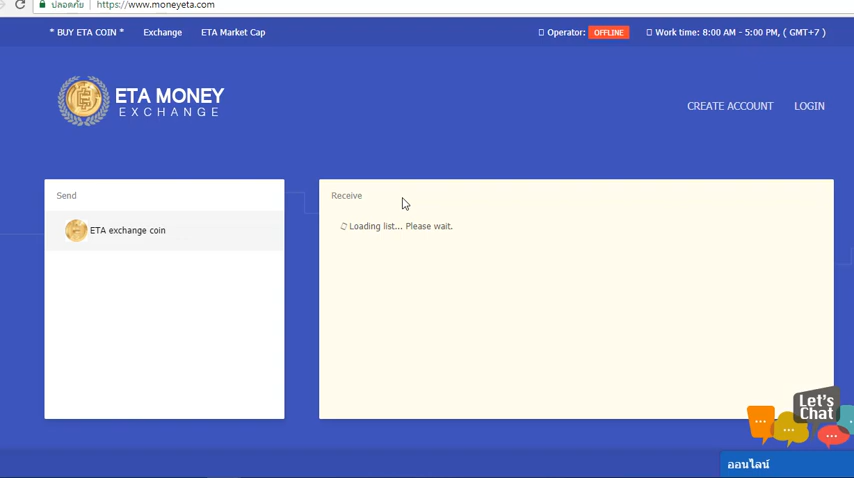 ปลอดภัย | https://www.moneyeta.com
* BUY ETA COIN * Exchange ETA Market Cap Operator: OFFLINE Work time: 8:00 AM - 5:00 PM, ( GMT+7 )
ETA MONEY
EXCHANGE
CREATE ACCOUNT LOGIN
Send
ETA exchange coin
Receive
Loading list... Please wait.
Let's
Chat
ออนไลน์